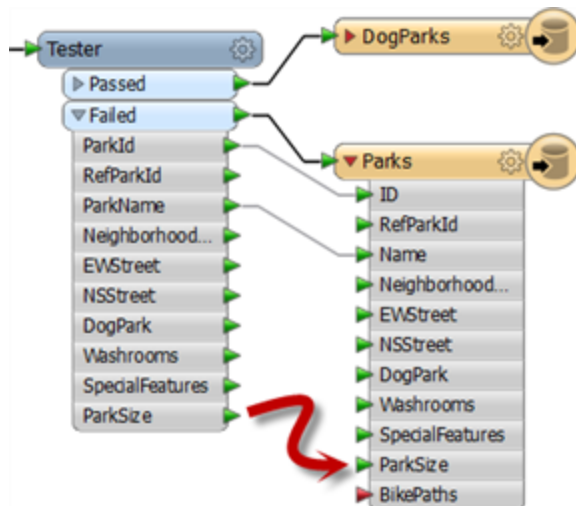 Tester
Passed
Failed
ParkId
RefParkId
ParkName
Neighborhood...
EWStreet
NSStreet
DogPark
Washrooms
SpecialFeatures
ParkSize
DogParks
Parks
ID
RefParkId
Name
Neighborhood...
EWStreet
NSStreet
DogPark
Washrooms
SpecialFeatures
ParkSize
BikePaths